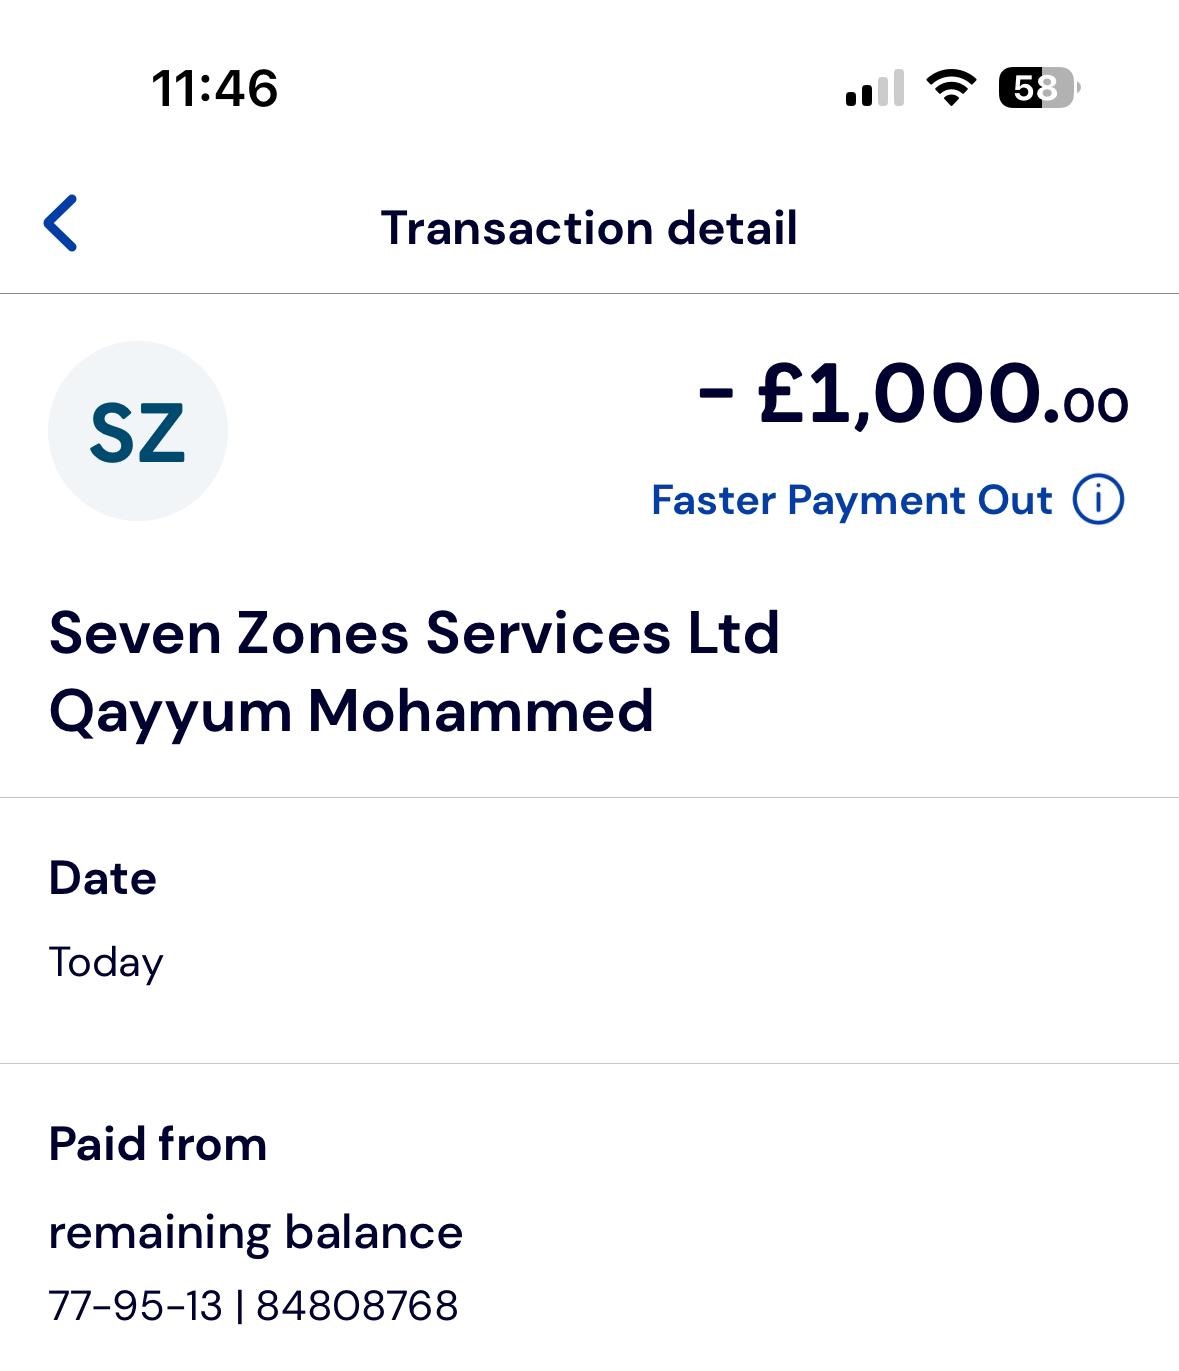 11:46
58
Transaction detail
SZ
- £1,000.00
Faster Payment Out i
Seven Zones Services Ltd
Qayyum Mohammed
Date
Today
Paid from
remaining balance
77-95-13 | 84808768